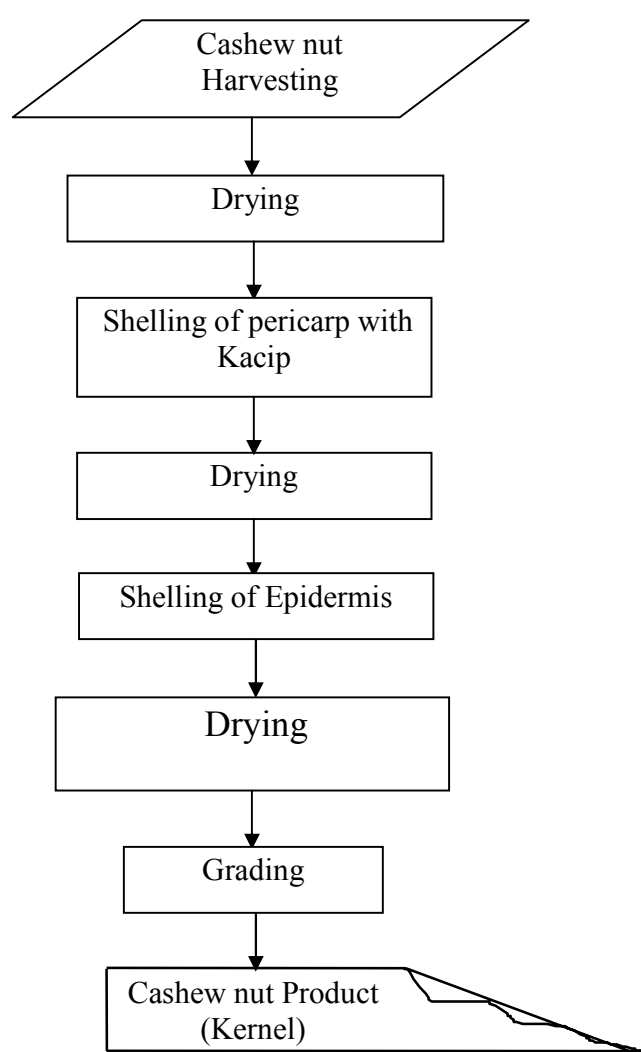 Cashew nut
Harvesting
Drying
Shelling of pericarp with
Kacip
Drying
Shelling of Epidermis
Drying
Grading
Cashew nut Product
(Kernel)